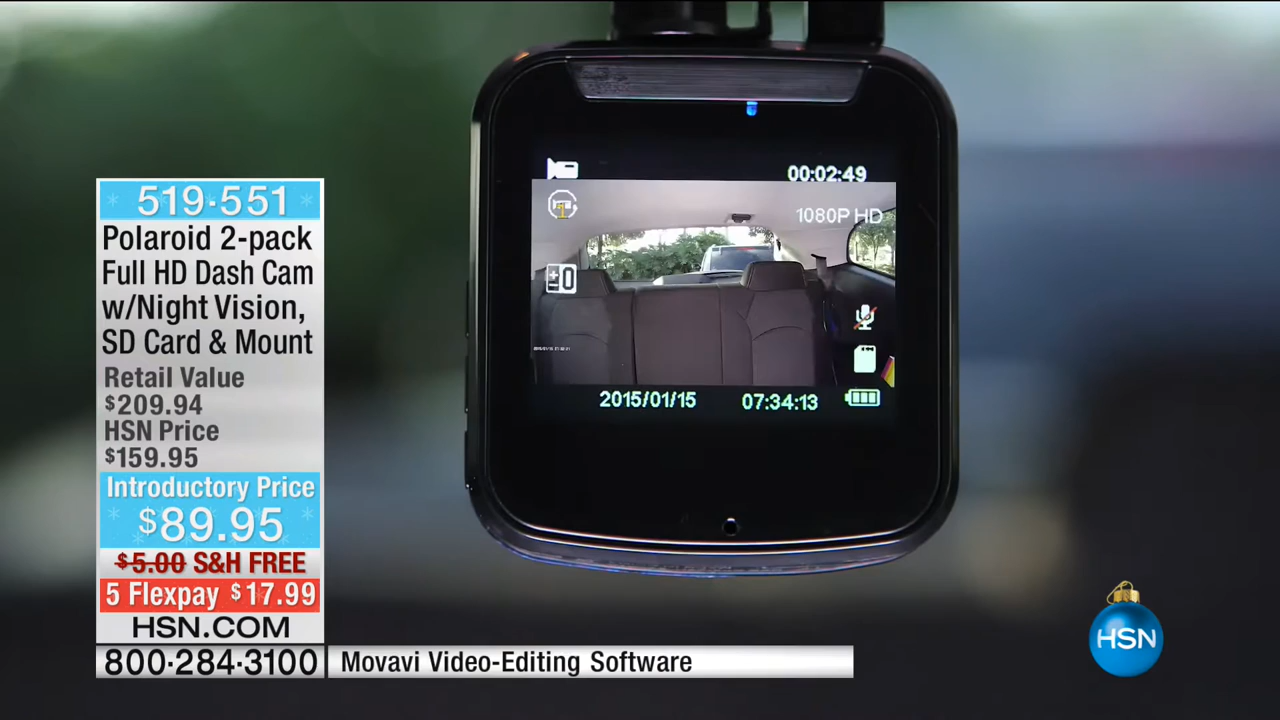 519·551
Polaroid 2-pack
Full HD Dash Cam
w/Night Vision,
SD Card & Mount
Retail Value
$209.94
HSN Price
$159.95
Introductory Price
$89.95
$5.00 S&H FREE
5 Flexpay $17.99
HSN.COM
800·284·3100
Movavi Video-Editing Software
00:02:49
1080P HD
±0
2015/01/15
07:34:13
HSN